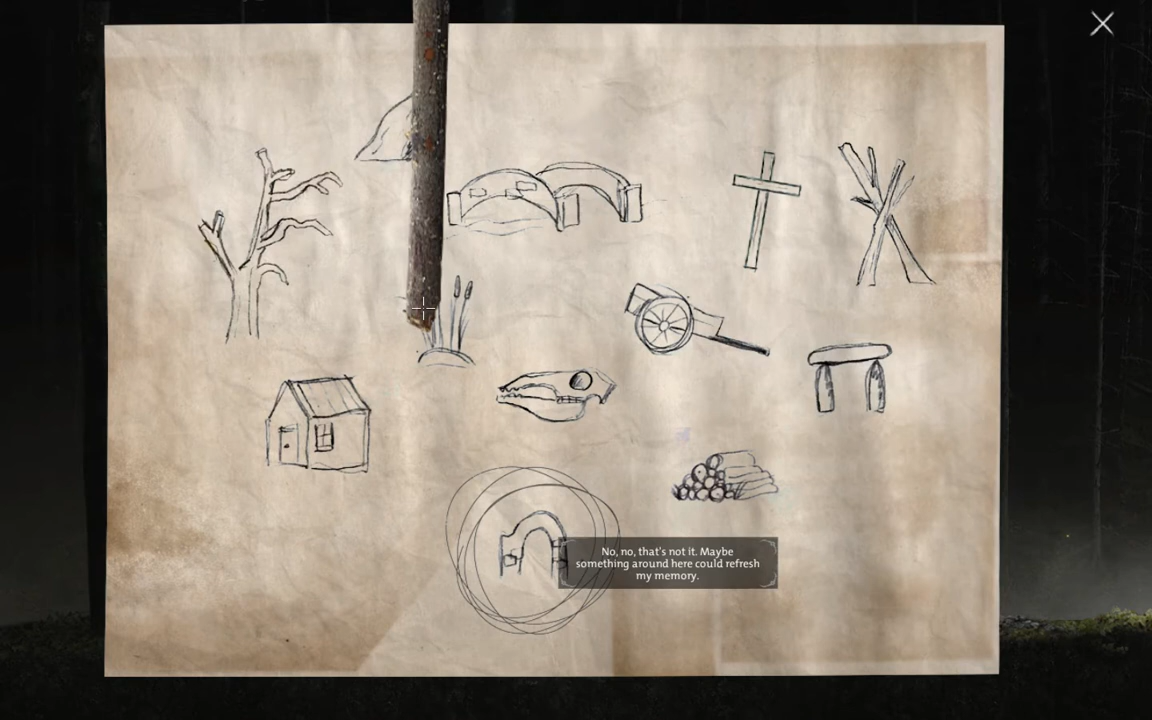 No, no, that's not it. Maybe
something around here could refresh
my memory.